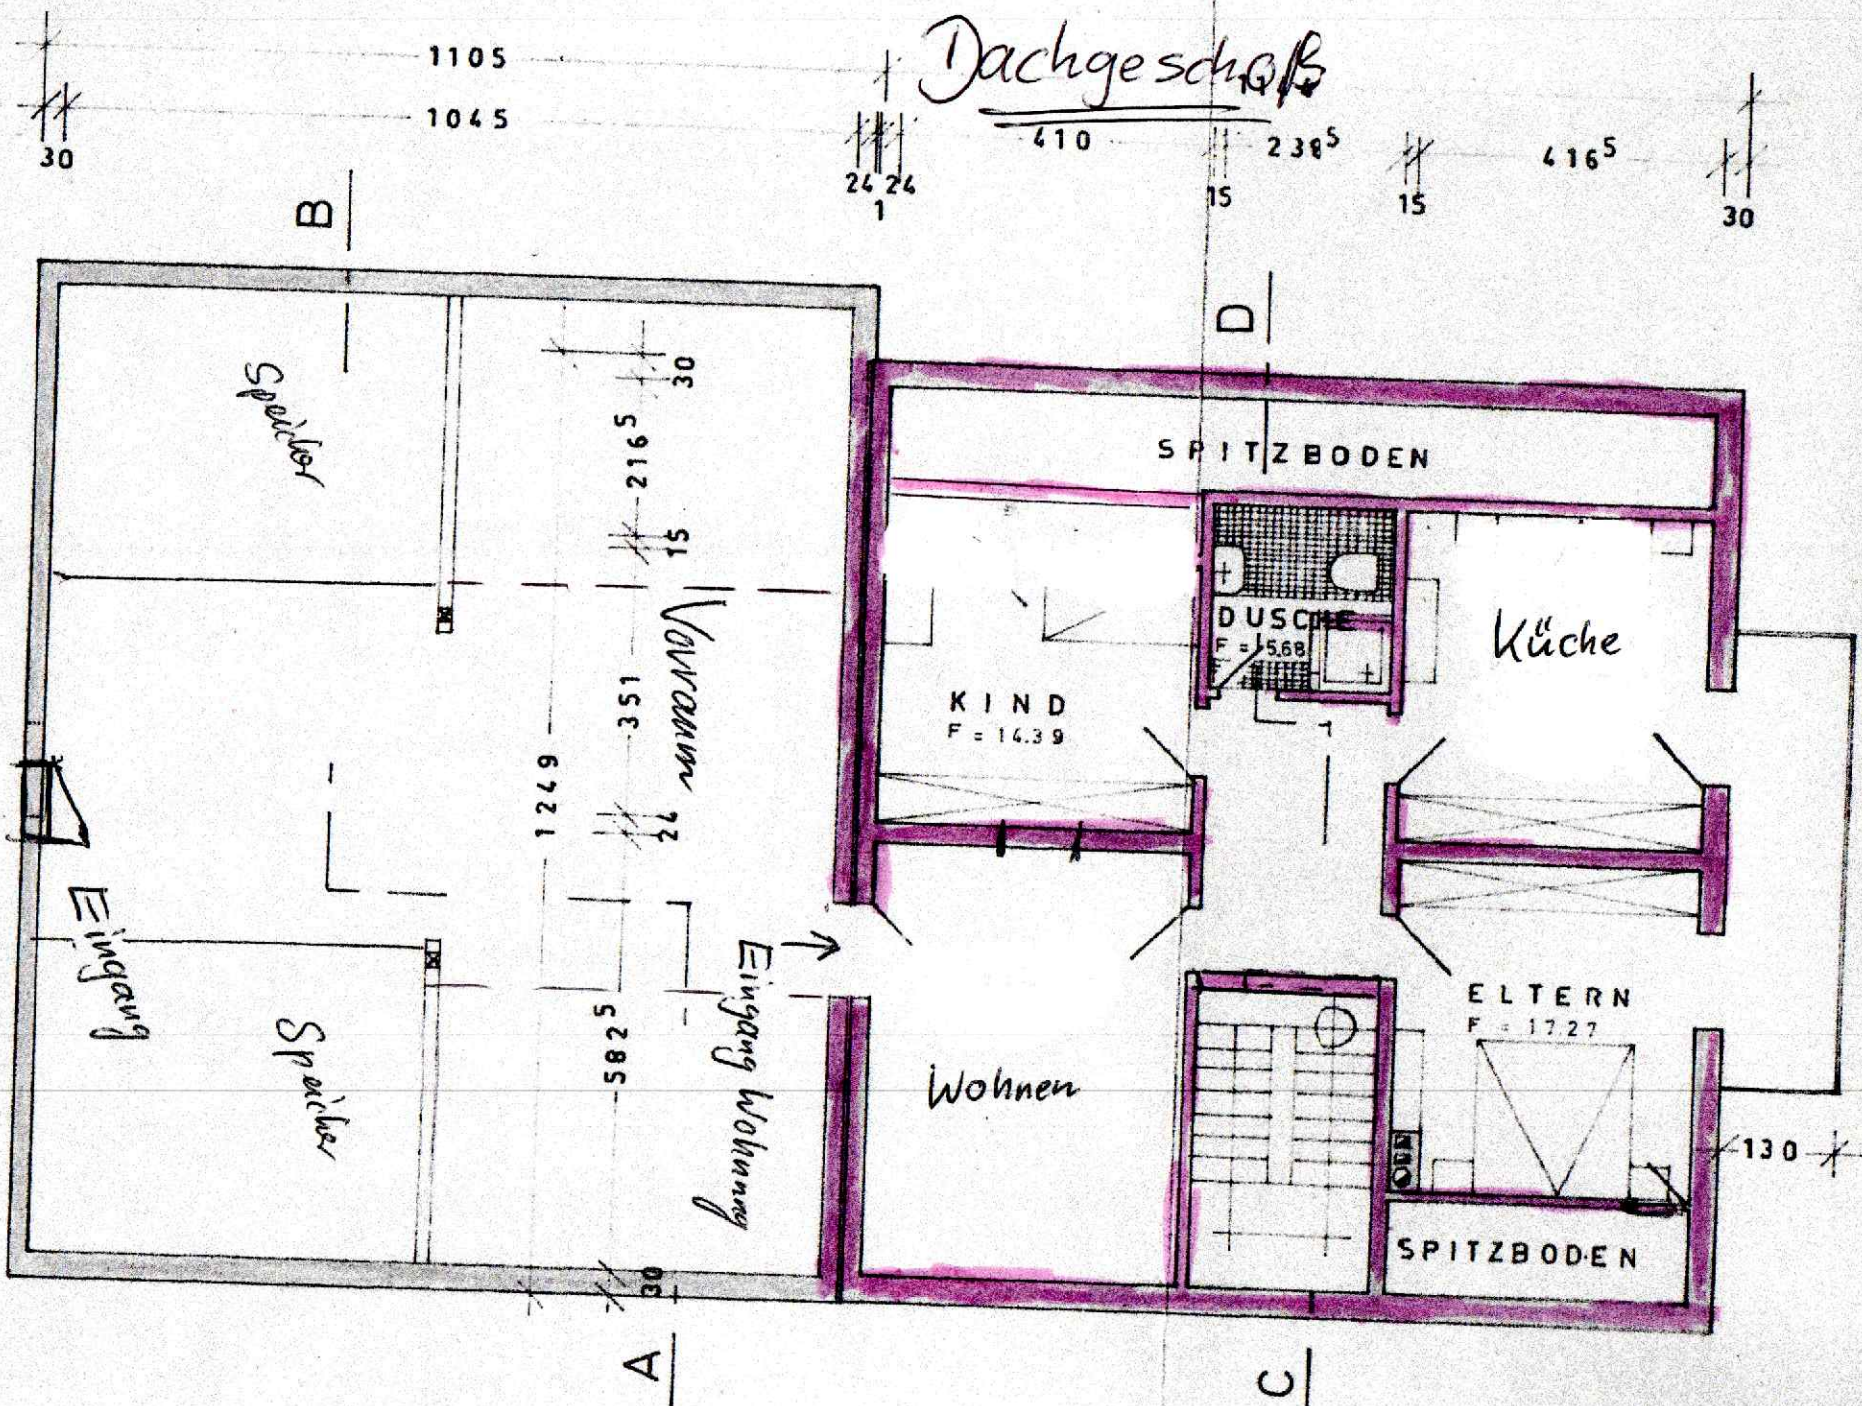 Dachgeschoß
1105
1045
30
24
24
1
410
15
238⁵
15
416⁵
30
B
D
Speicher
30
216⁵
15
Vorraum
351
1249
24
Eingang
Eingang Wohnung
Speicher
582⁵
30
SPITZBODEN
DUSCHE
F = 5.68
Küche
KIND
F = 14.39
Wohnen
ELTERN
F = 17.27
130
SPITZBODEN
A
C